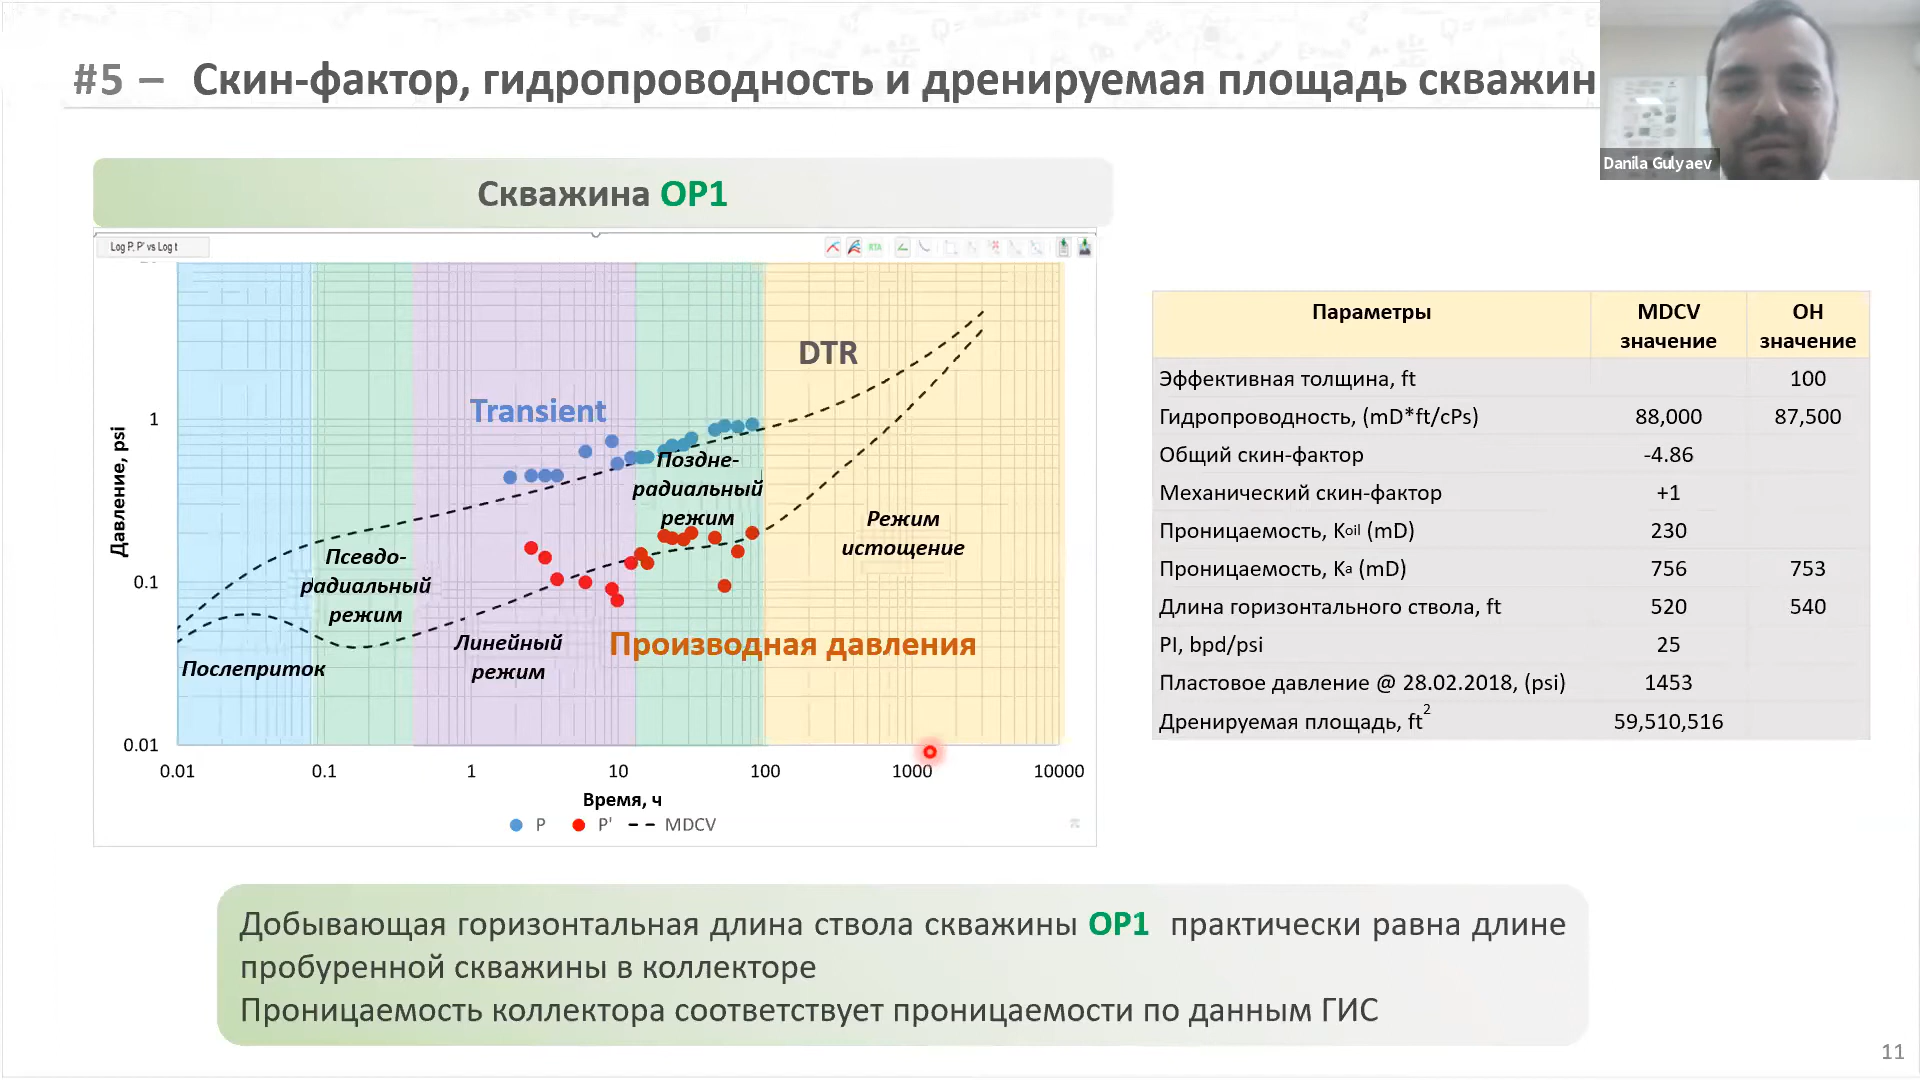 #5 – Скин-фактор, гидропроводность и дренируемая площадь скважин
Danila Gulyaev
Скважина OP1
Log P, P' vs Log t
RTA
DTR
Transient
Поздне-
радиальный
режим
Режим
истощение
Псевдо-
радиальный
режим
Линейный
режим
Производная давления
Послеприток
Давление, psi
1
0.1
0.01
0.01 0.1 1 10 100 1000 10000
Время, ч
P P' MDCV
Параметры MDCV значение OH значение
Эффективная толщина, ft 100
Гидропроводность, (mD*ft/cPs) 88,000 87,500
Общий скин-фактор -4.86
Механический скин-фактор +1
Проницаемость, Koil (mD) 230
Проницаемость, Ka (mD) 756 753
Длина горизонтального ствола, ft 520 540
PI, bpd/psi 25
Пластовое давление @ 28.02.2018, (psi) 1453
Дренируемая площадь, ft2 59,510,516
Добывающая горизонтальная длина ствола скважины OP1 практически равна длине
пробуренной скважины в коллекторе
Проницаемость коллектора соответствует проницаемости по данным ГИС
11